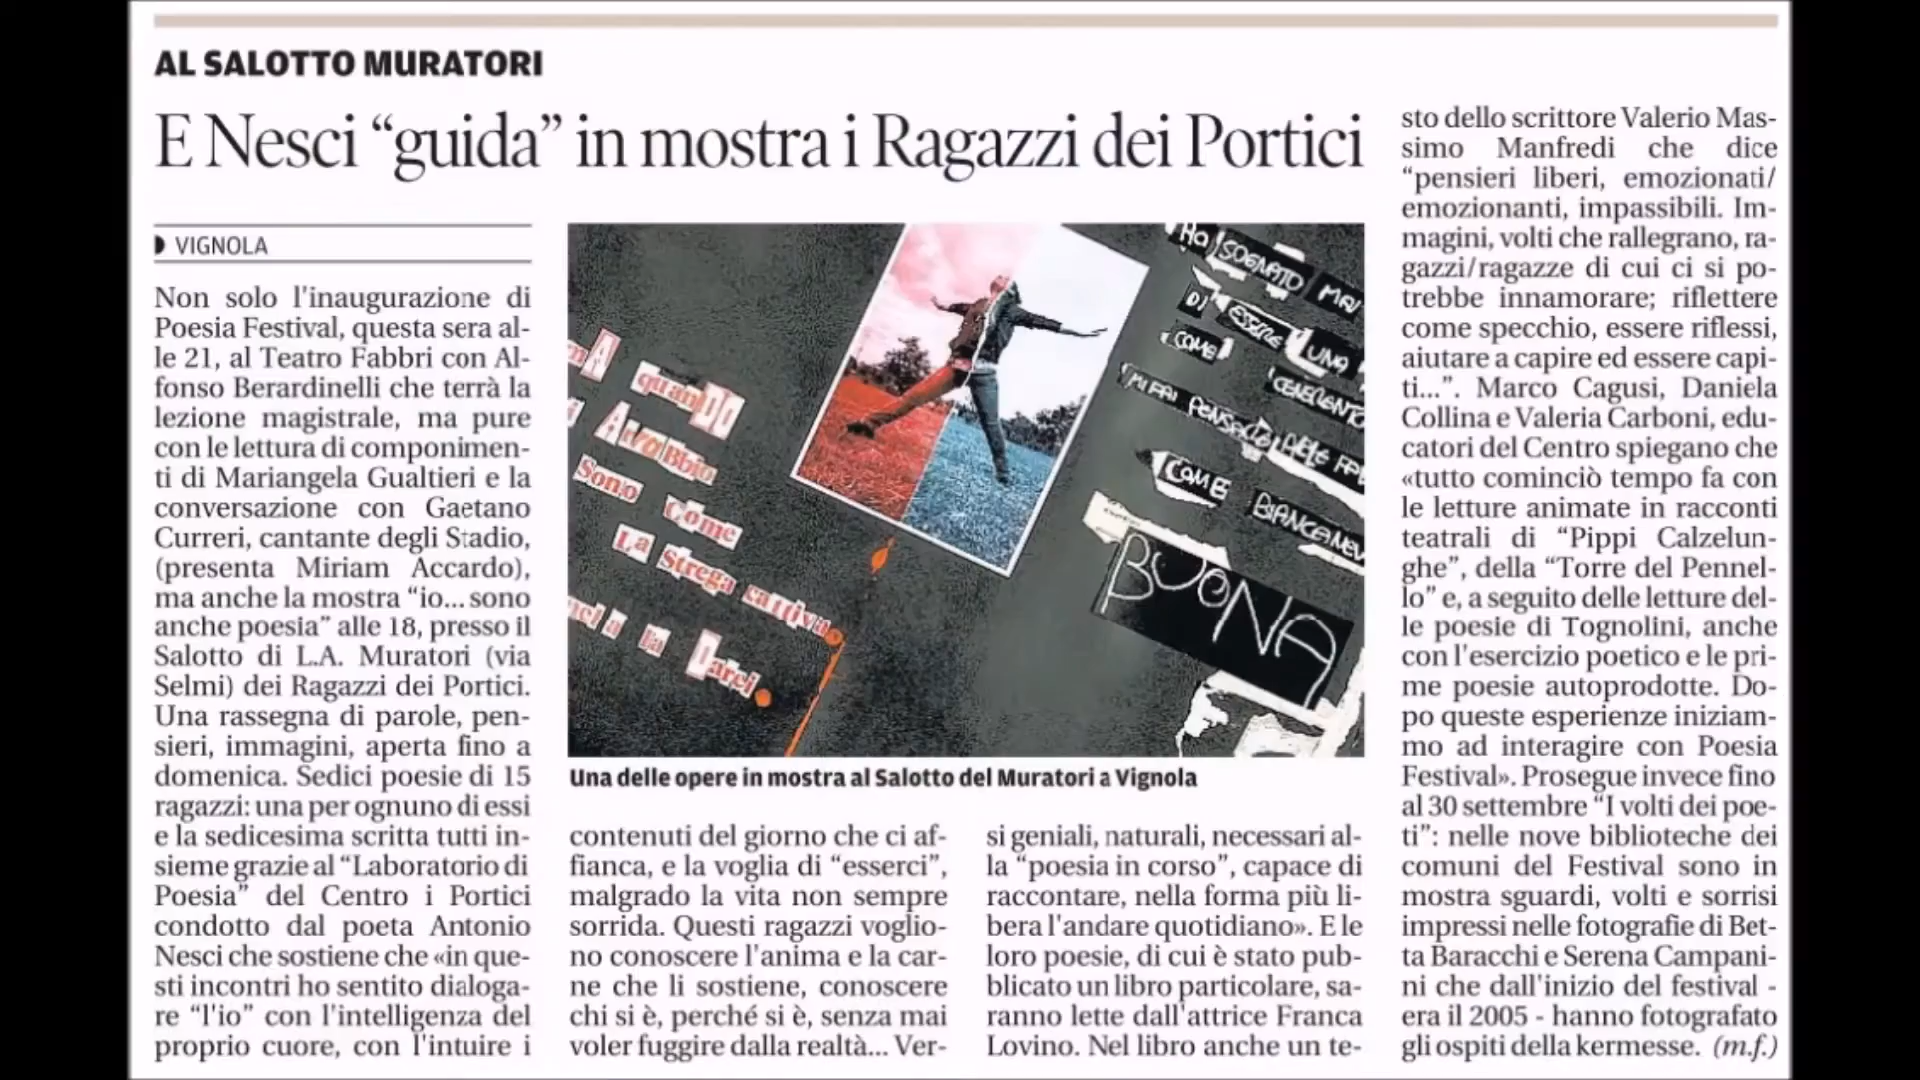 AL SALOTTO MURATORI
E Nesci “guida” in mostra i Ragazzi dei Portici
VIGNOLA
Non solo l'inaugurazione di
Poesia Festival, questa sera al-
le 21, al Teatro Fabbri con Al-
fonso Berardinelli che terrà la
lezione magistrale, ma pure
con le lettura di componimen-
ti di Mariangela Gualtieri e la
conversazione con Gaetano
Curreri, cantante degli Stadio,
(presenta Miriam Accardo),
ma anche la mostra “io... sono
anche poesia” alle 18, presso il
Salotto di L.A. Muratori (via
Selmi) dei Ragazzi dei Portici.
Una rassegna di parole, pen-
sieri, immagini, aperta fino a
domenica. Sedici poesie di 15
ragazzi: una per ognuno di essi
e la sedicesima scritta tutti in-
sieme grazie al “Laboratorio di
Poesia” del Centro i Portici
condotto dal poeta Antonio
Nesci che sostiene che «in que-
sti incontri ho sentito dialoga-
re “l'io” con l'intelligenza del
proprio cuore, con l'intuire i
quanDO
ArraBbio
Sono Come
La Strega cattiva
la Darci
HO SOGNATO MAI
DI ESSERE UNA
COME
PENSACI
COME
BUONA
Una delle opere in mostra al Salotto del Muratori a Vignola
contenuti del giorno che ci af-
fianca, e la voglia di “esserci”,
malgrado la vita non sempre
sorrida. Questi ragazzi voglio-
no conoscere l'anima e la car-
ne che li sostiene, conoscere
chi si è, perché si è, senza mai
voler fuggire dalla realtà... Ver-
si geniali, naturali, necessari al-
la “poesia in corso”, capace di
raccontare, nella forma più li-
bera l'andare quotidiano». E le
loro poesie, di cui è stato pub-
blicato un libro particolare, sa-
ranno lette dall'attrice Franca
Lovino. Nel libro anche un te-
sto dello scrittore Valerio Mas-
simo Manfredi che dice
“pensieri liberi, emozionati/
emozionanti, impassibili. Im-
magini, volti che rallegrano, ra-
gazzi/ragazze di cui ci si po-
trebbe innamorare; riflettere
come specchio, essere riflessi,
aiutare a capire ed essere capi-
ti...”. Marco Cagusi, Daniela
Collina e Valeria Carboni, edu-
catori del Centro spiegano che
«tutto cominciò tempo fa con
le letture animate in racconti
teatrali di “Pippi Calzelun-
ghe”, della “Torre del Pennel-
lo” e, a seguito delle letture del-
le poesie di Tognolini, anche
con l'esercizio poetico e le pri-
me poesie autoprodotte. Do-
po queste esperienze iniziam-
mo ad interagire con Poesia
Festival». Prosegue invece fino
al 30 settembre “I volti dei poe-
ti”: nelle nove biblioteche dei
comuni del Festival sono in
mostra sguardi, volti e sorrisi
impressi nelle fotografie di Bet-
ta Baracchi e Serena Campani-
ni che dall'inizio del festival -
era il 2005 - hanno fotografato
gli ospiti della kermesse. (m.f.)